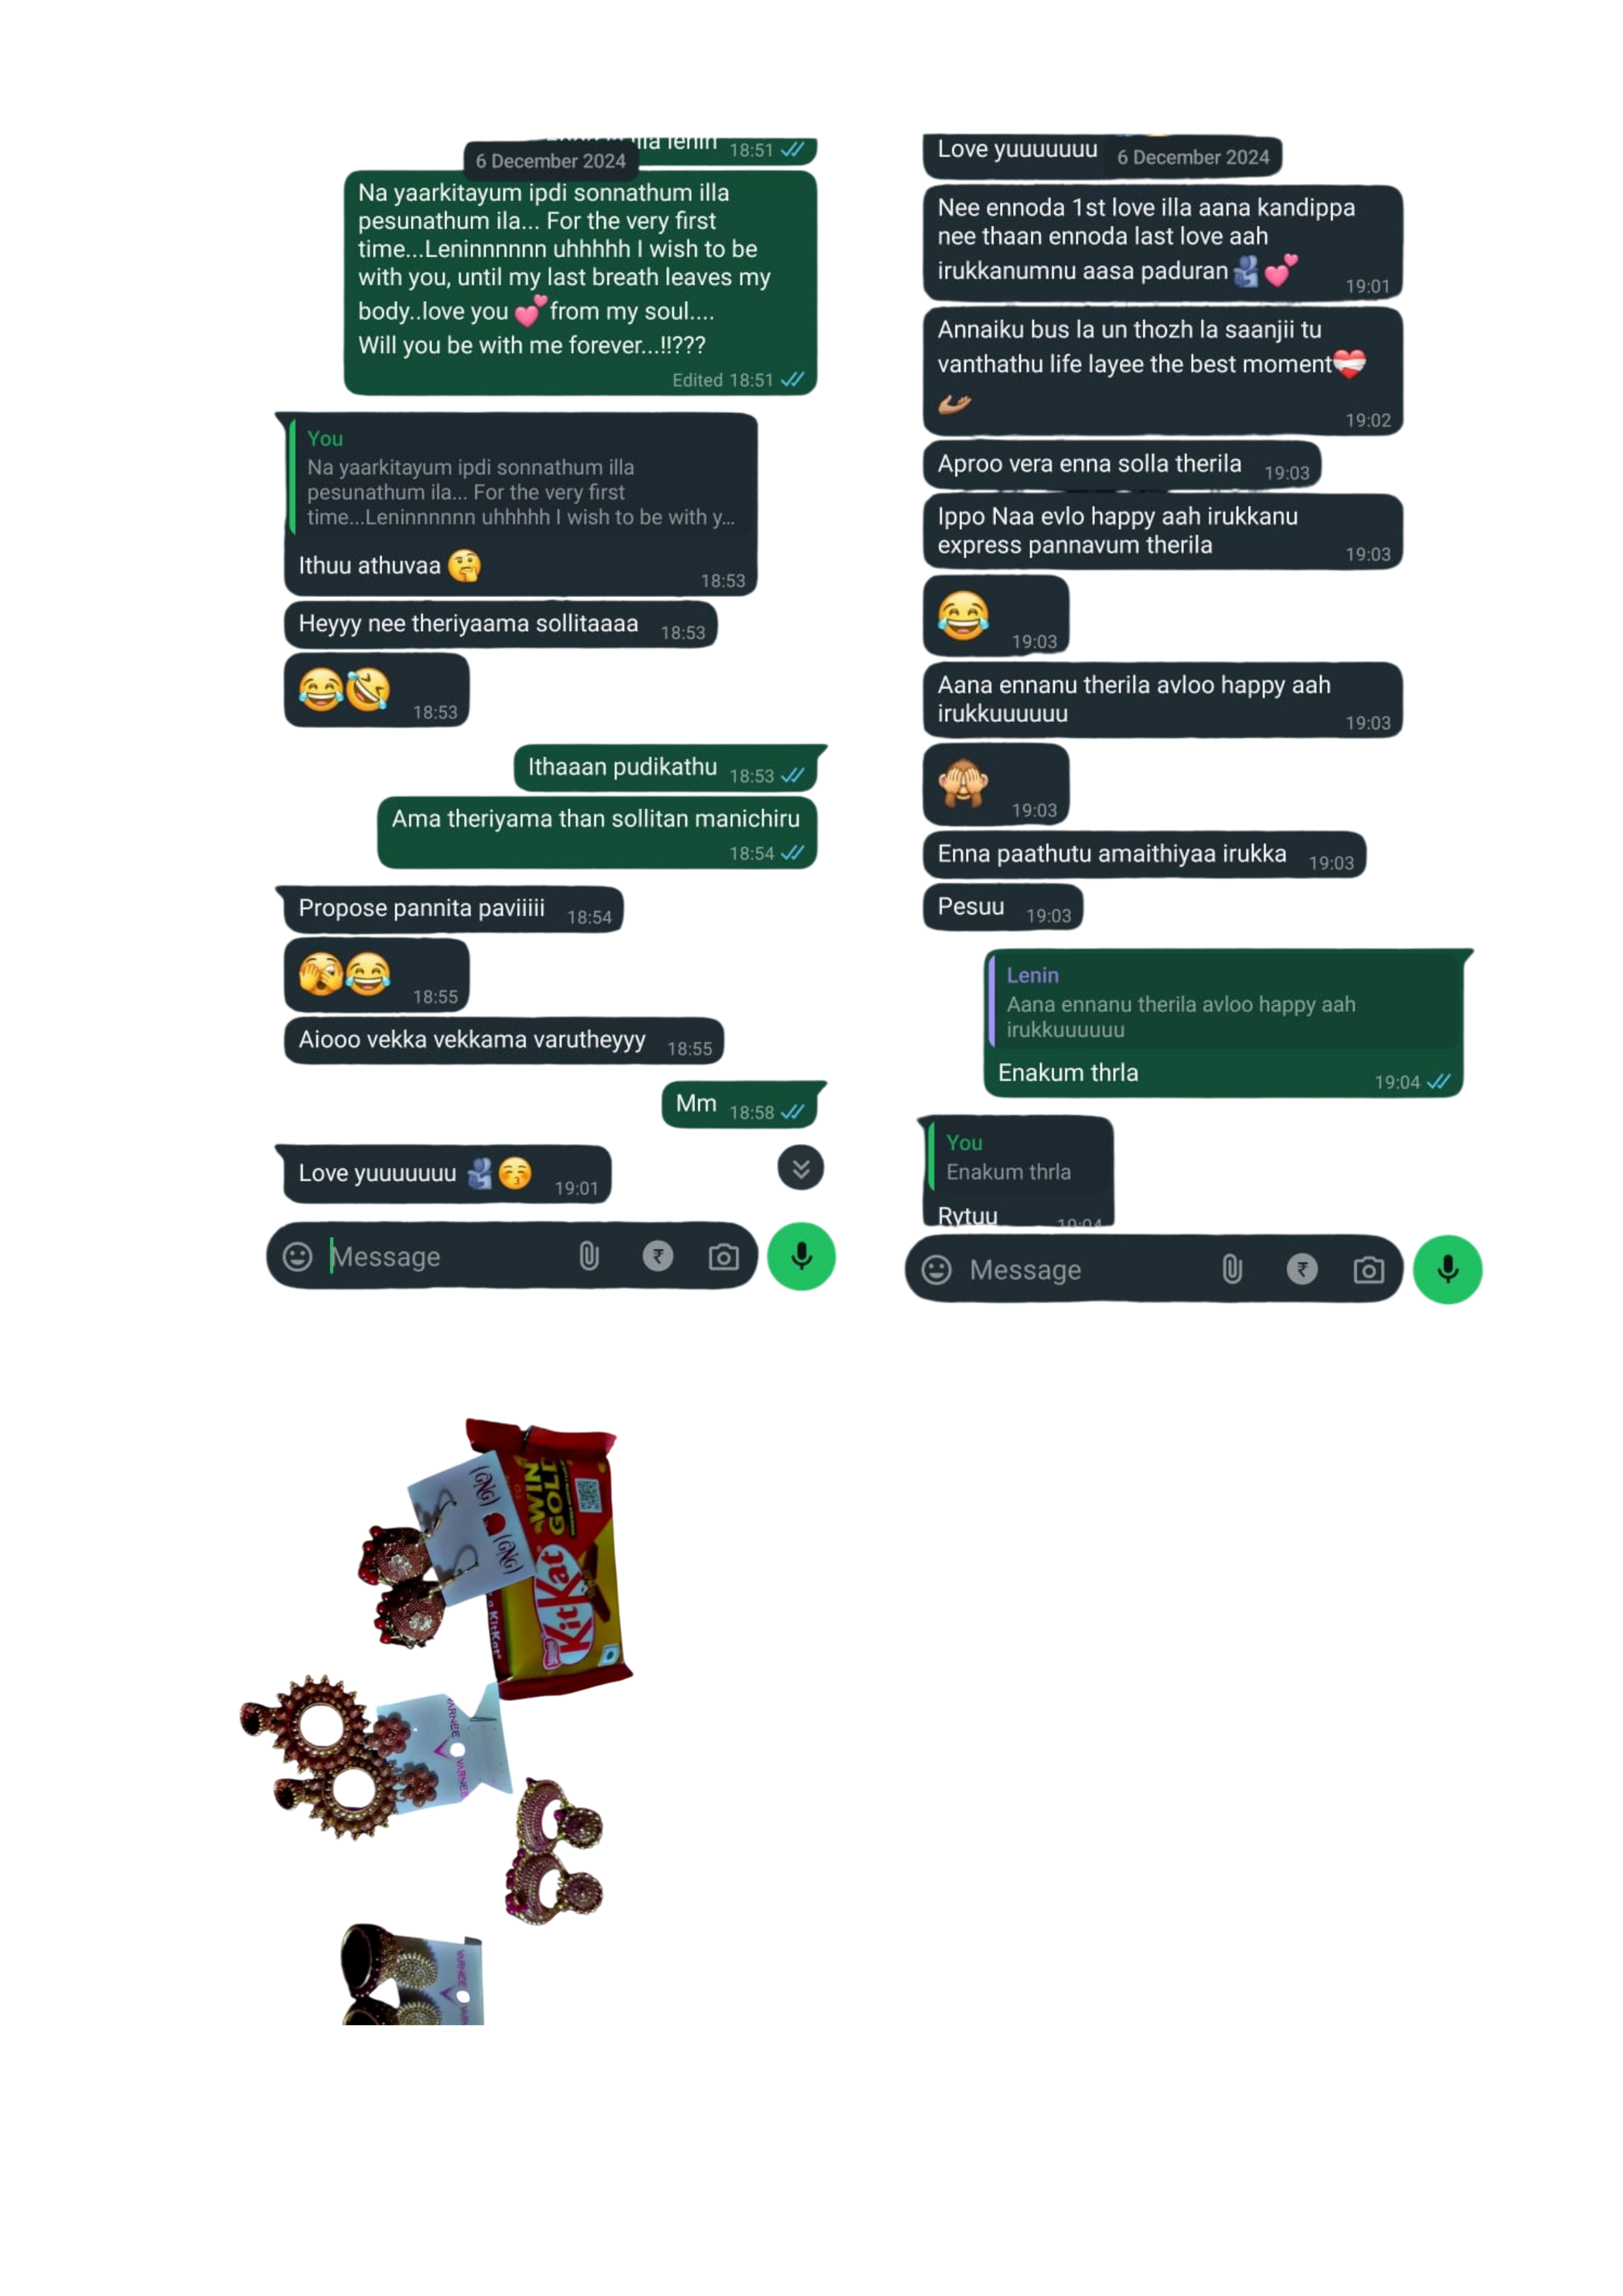 lla lenin 18:51
6 December 2024
Na yaarkitayum ipdi sonnathum illa
pesunathum ila... For the very first
time...Leninnnnnn uhhhhh I wish to be
with you, until my last breath leaves my
body..love you 💕from my soul....
Will you be with me forever...!!???
Edited 18:51
You
Na yaarkitayum ipdi sonnathum illa
pesunathum ila... For the very first
time...Leninnnnnn uhhhhh I wish to be with y...
Ithuu athuvaa 🤔
18:53
Heyyy nee theriyaama sollitaaaa 18:53
😂🤣 18:53
Ithaaan pudikathu 18:53
Ama theriyama than sollitan manichiru
18:54
Propose pannita paviiiii 18:54
🫣😂 18:55
Aiooo vekka vekkama varutheyyy 18:55
Mm 18:58
Love yuuuuuuu 🫂😚 19:01
Message
Love yuuuuuuu 6 December 2024
Nee ennoda 1st love illa aana kandippa
nee thaan ennoda last love aah
irukkanumnu aasa paduran🫂💕 19:01
Annaiku bus la un thozh la saanjii tu
vanthathu life layee the best moment❤️‍🩹
🫴🏽 19:02
Aproo vera enna solla therila 19:03
Ippo Naa evlo happy aah irukkanu
express pannavum therila 19:03
😂 19:03
Aana ennanu therila avloo happy aah
irukkuuuuuu 19:03
🙈 19:03
Enna paathutu amaithiyaa irukka 19:03
Pesuu 19:03
Lenin
Aana ennanu therila avloo happy aah
irukkuuuuuu
Enakum thrla 19:04
You
Enakum thrla
Rytuu 19:04
Message
(GNG)
(GNG)
WIN
GOLD
KitKat
KitKat
VARNEE
VARNEE
VARNEE